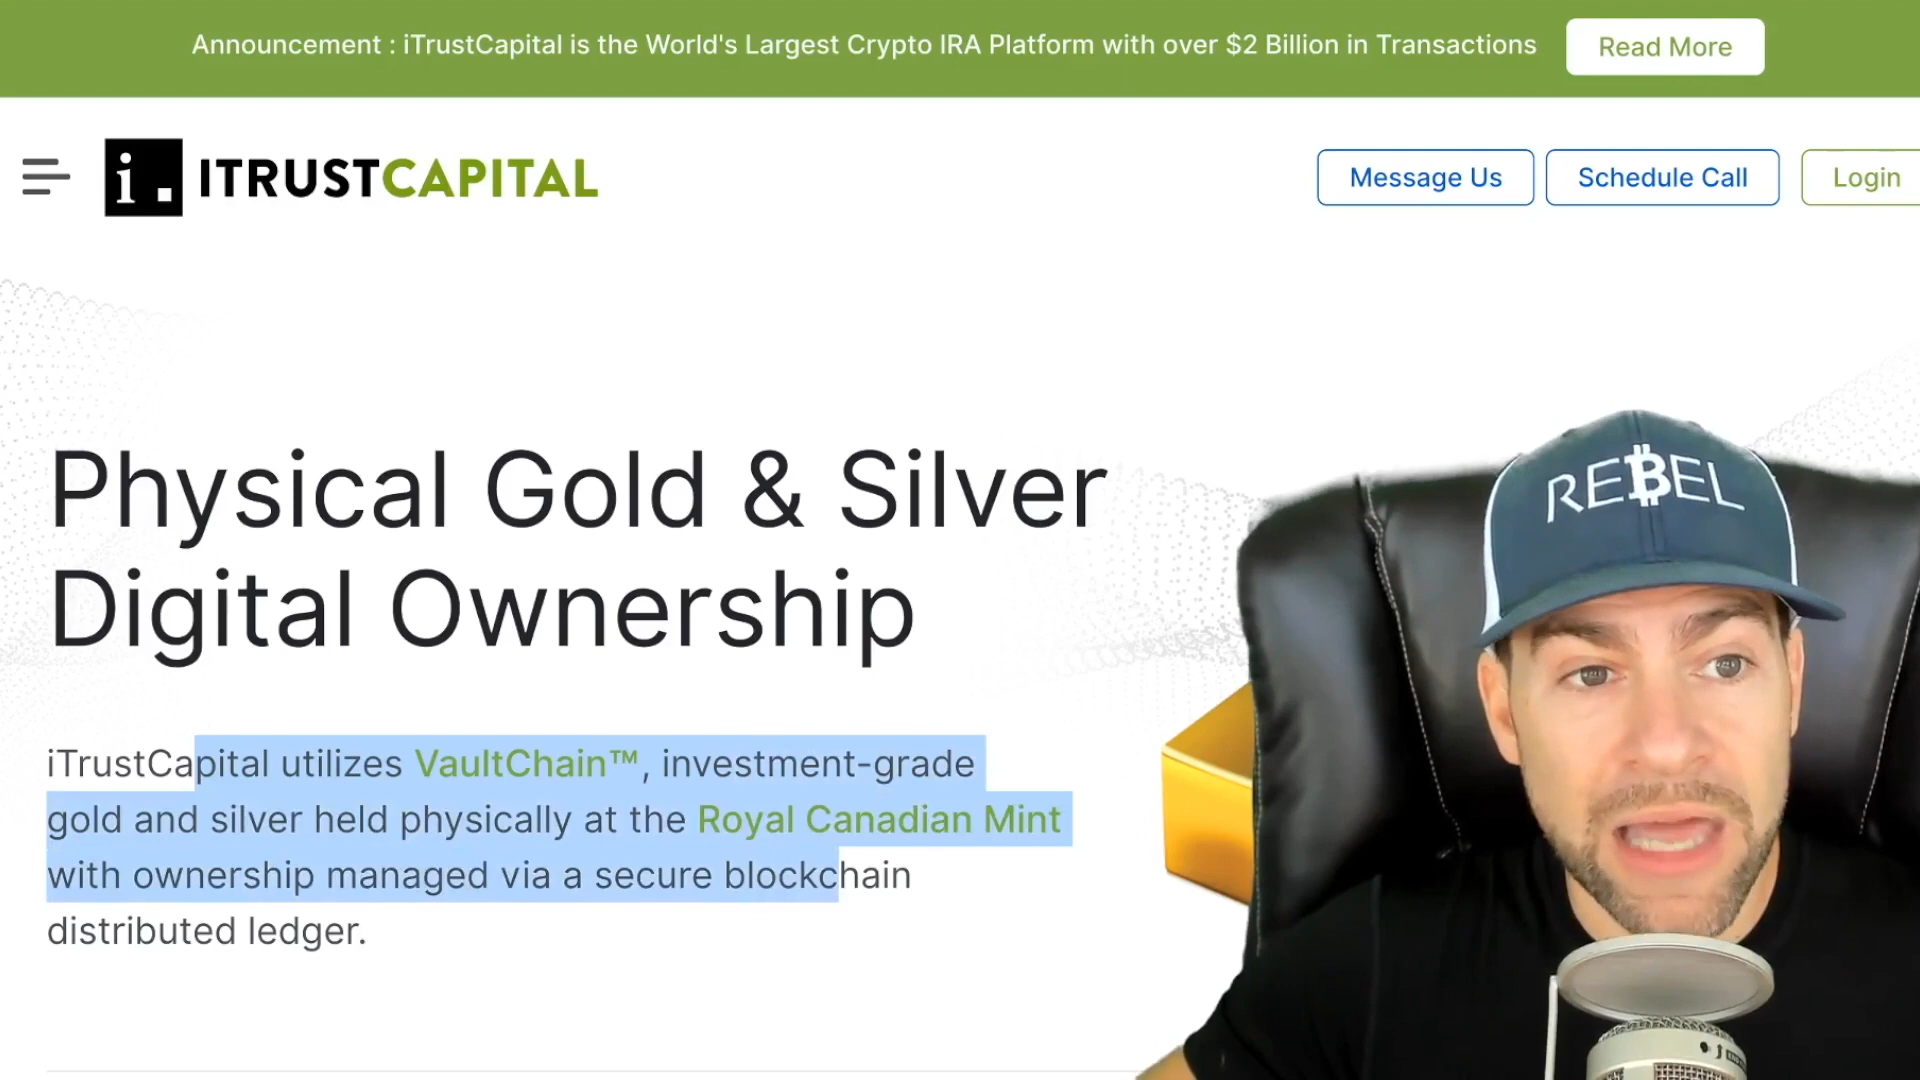 Announcement : iTrustCapital is the World's Largest Crypto IRA Platform with over $2 Billion in Transactions
Read More
i.
ITRUSTCAPITAL
Message Us
Schedule Call
Login
Physical Gold & Silver
Digital Ownership
REBEL
iTrustCapital utilizes VaultChain™, investment-grade
gold and silver held physically at the Royal Canadian Mint
with ownership managed via a secure blockchain
distributed ledger.